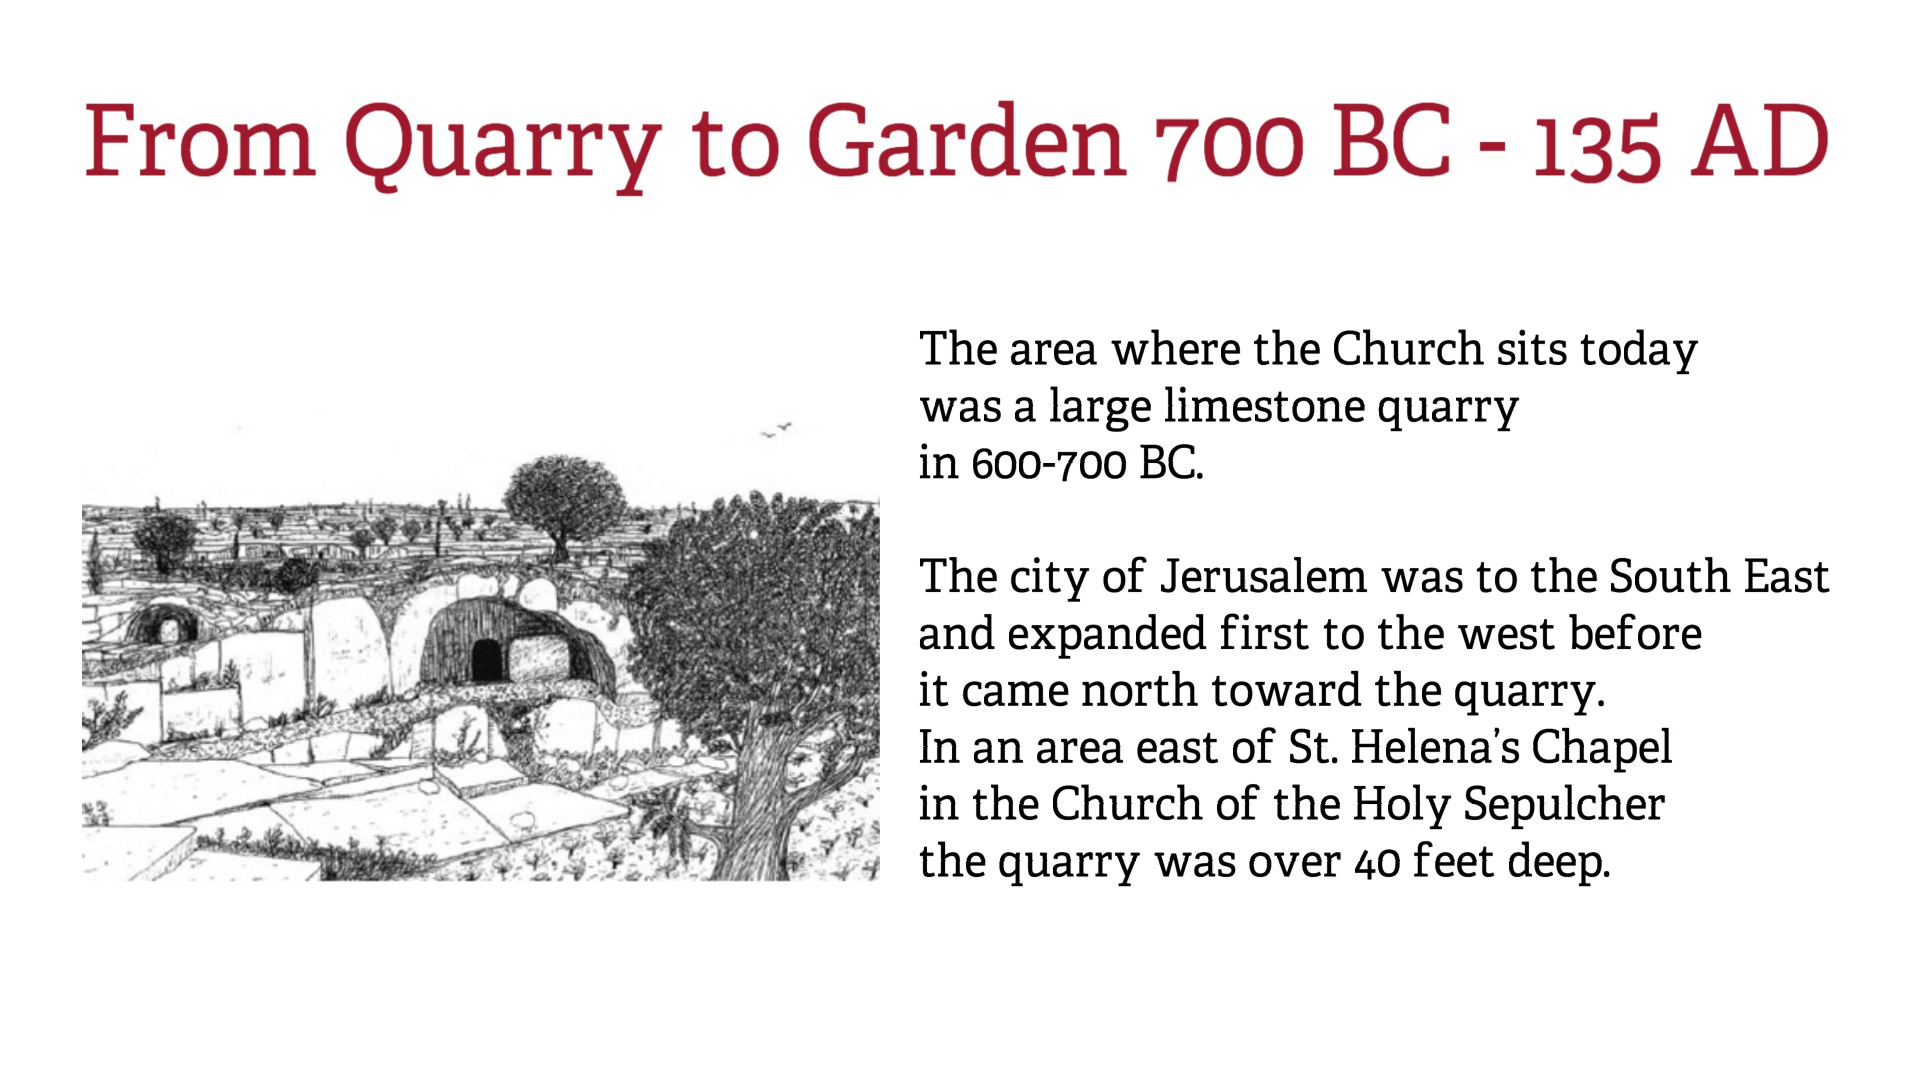 From Quarry to Garden 700 BC - 135 AD
The area where the Church sits today
was a large limestone quarry
in 600-700 BC.
The city of Jerusalem was to the South East
and expanded first to the west before
it came north toward the quarry.
In an area east of St. Helena's Chapel
in the Church of the Holy Sepulcher
the quarry was over 40 feet deep.